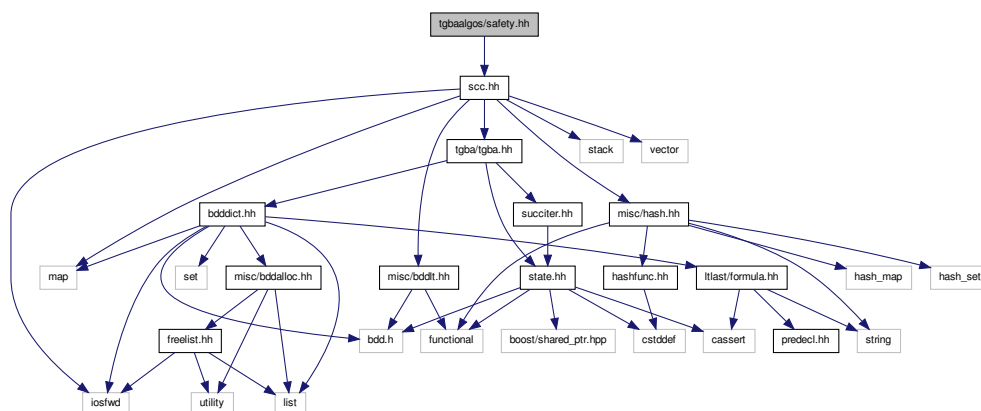 tgbaalgos/safety.hh
scc.hh
tgba/tgba.hh
stack
vector
bdddict.hh
succiter.hh
misc/hash.hh
map
set
misc/bddalloc.hh
misc/bddlt.hh
state.hh
hashfunc.hh
ltlast/formula.hh
hash_map
hash_set
freelist.hh
bdd.h
functional
boost/shared_ptr.hpp
cstddef
cassert
predecl.hh
string
iosfwd
utility
list